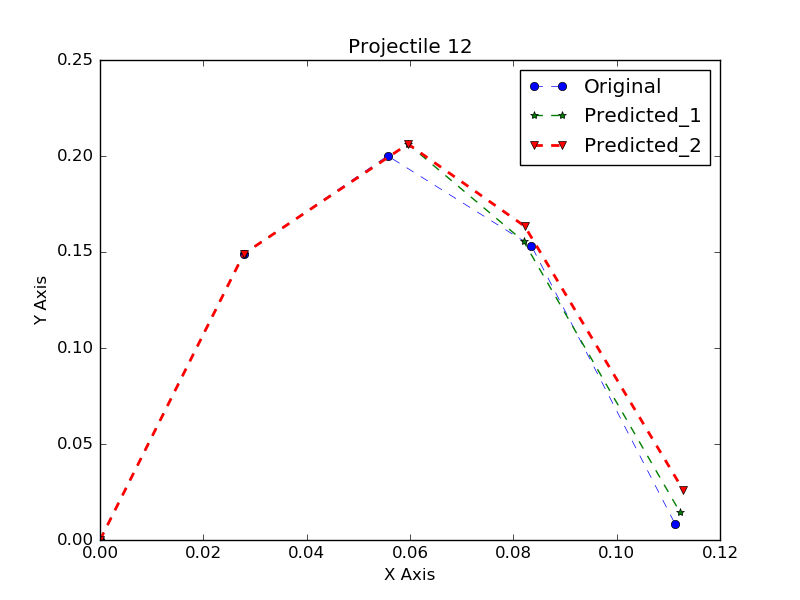 Projectile 12
Original
Predicted_1
Predicted_2
0.25
0.20
0.15
0.10
0.05
0.00
Y Axis
0.00 0.02 0.04 0.06 0.08 0.10 0.12
X Axis